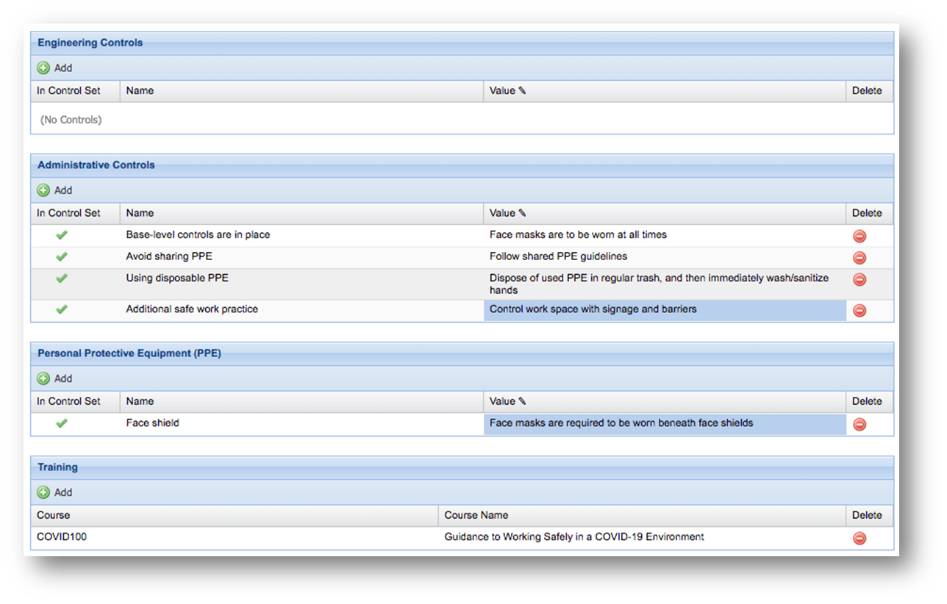 Engineering Controls
Add
In Control Set Name Value Delete
(No Controls)
Administrative Controls
Add
In Control Set Name Value Delete
Base-level controls are in place Face masks are to be worn at all times
Avoid sharing PPE Follow shared PPE guidelines
Using disposable PPE Dispose of used PPE in regular trash, and then immediately wash/sanitize
hands
Additional safe work practice Control work space with signage and barriers
Personal Protective Equipment (PPE)
Add
In Control Set Name Value Delete
Face shield Face masks are required to be worn beneath face shields
Training
Add
Course Course Name Delete
COVID100 Guidance to Working Safely in a COVID-19 Environment